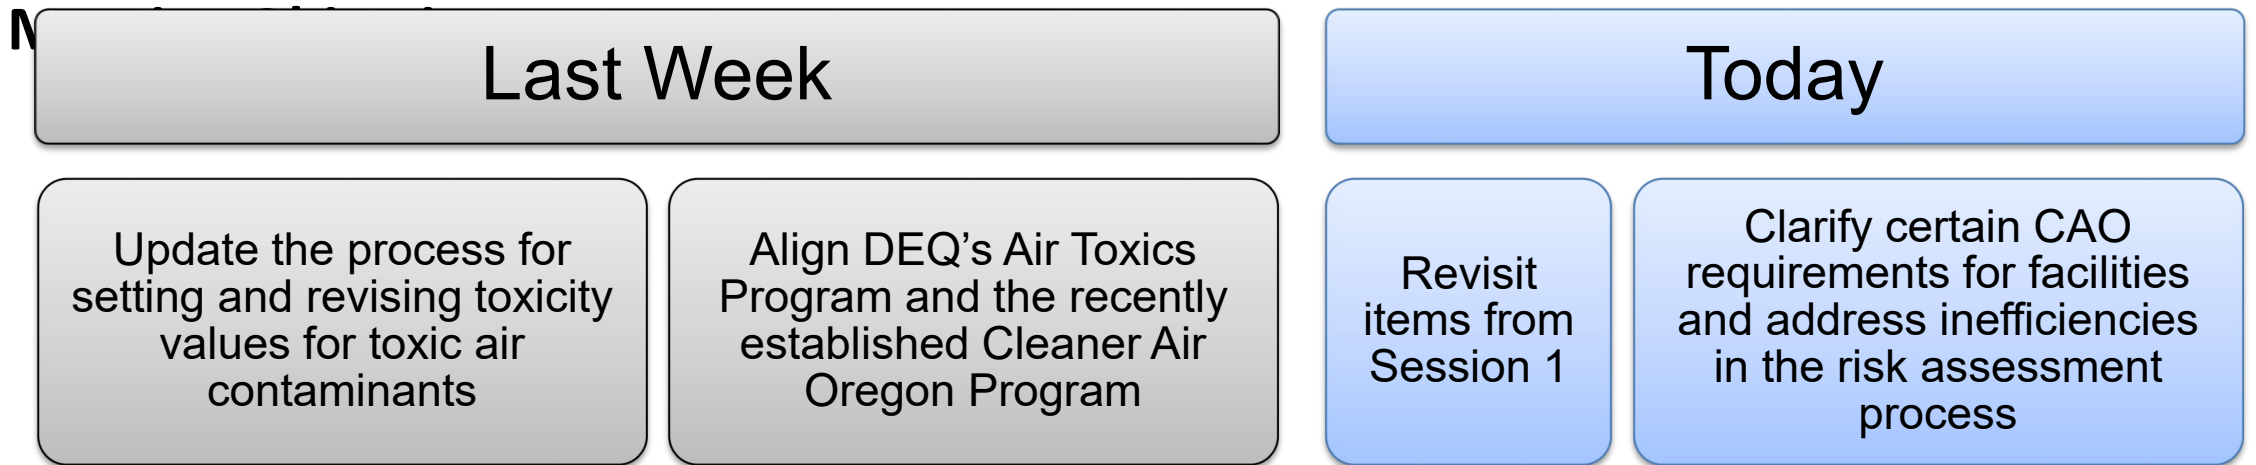 Last Week
Today
Update the process for
setting and revising toxicity
values for toxic air
contaminants
Align DEQ’s Air Toxics
Program and the recently
established Cleaner Air
Oregon Program
Revisit
items from
Session 1
Clarify certain CAO
requirements for facilities
and address inefficiencies
in the risk assessment
process